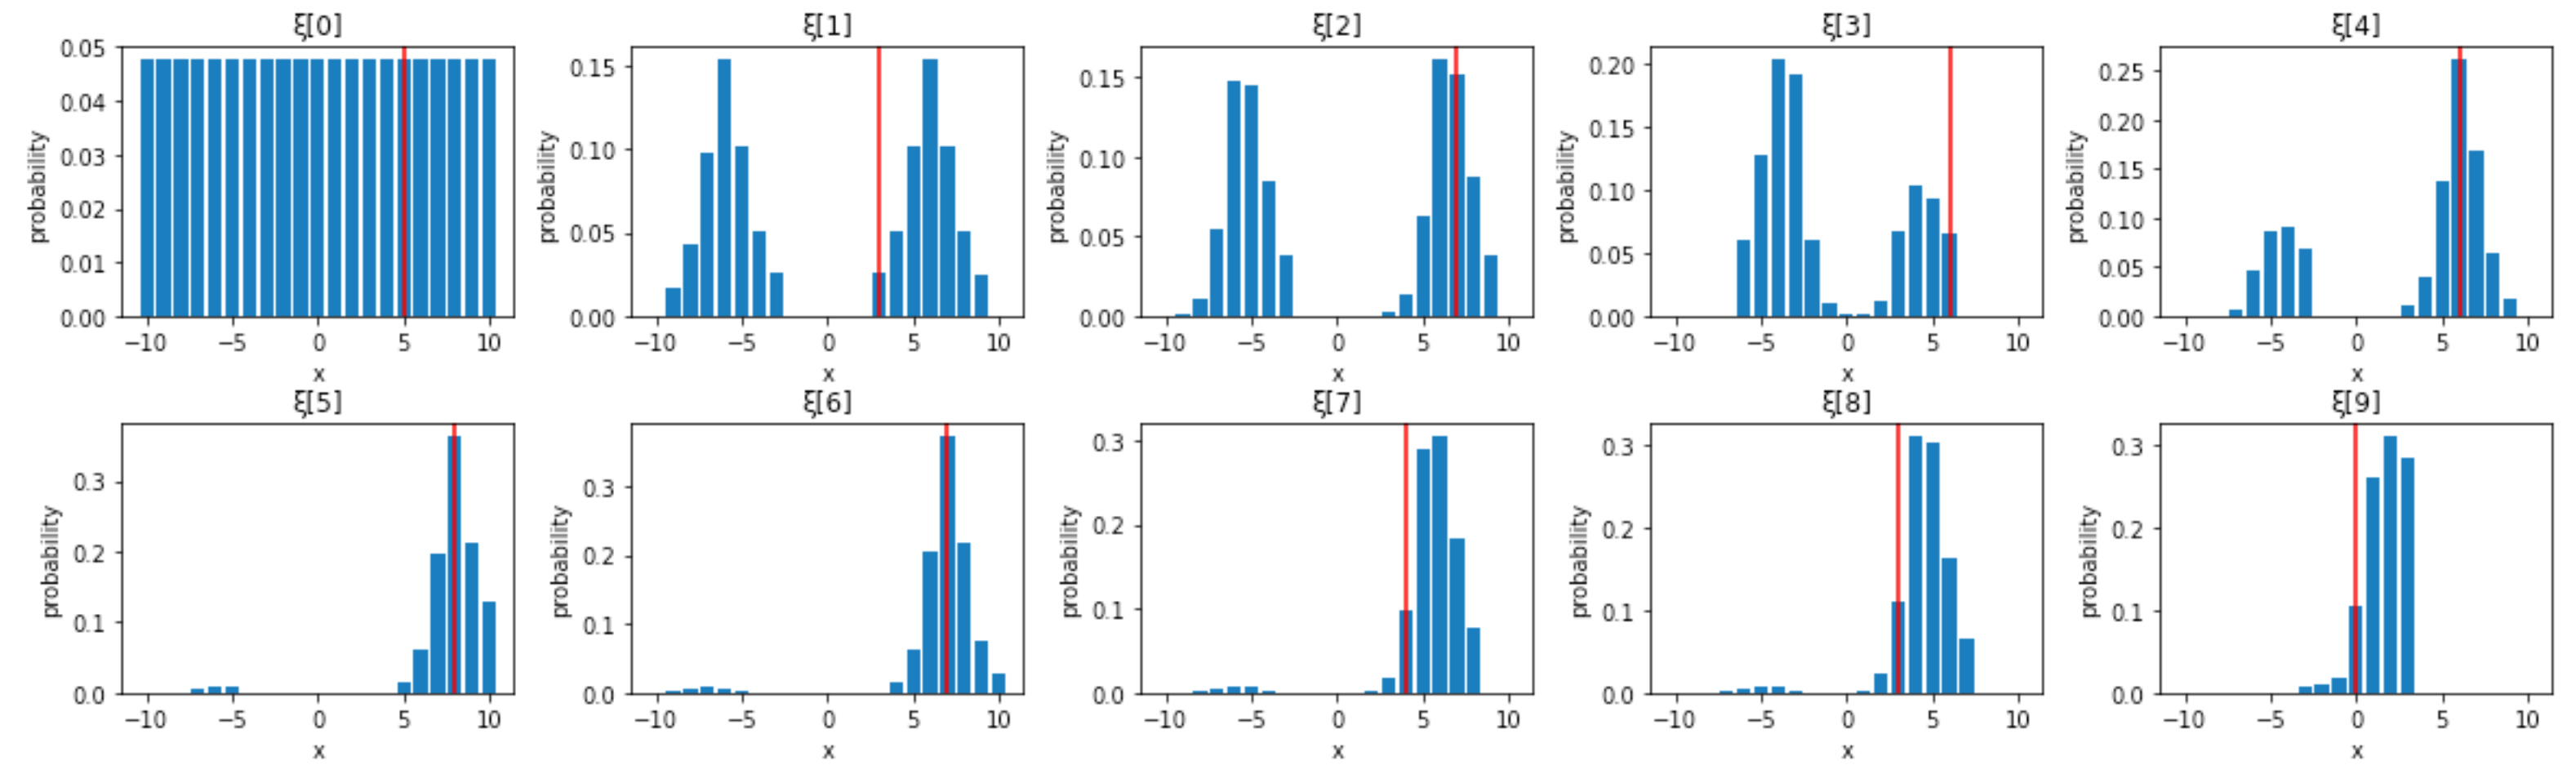 ξ[0] ξ[1] ξ[2] ξ[3] ξ[4]
probability 0.00 0.01 0.02 0.03 0.04 0.05
−10 −5 0 5 10
x
probability 0.00 0.05 0.10 0.15
−10 −5 0 5 10
x
probability 0.00 0.05 0.10 0.15
−10 −5 0 5 10
x
probability 0.00 0.05 0.10 0.15 0.20
−10 −5 0 5 10
x
probability 0.00 0.05 0.10 0.15 0.20 0.25
−10 −5 0 5 10
x
ξ[5] ξ[6] ξ[7] ξ[8] ξ[9]
probability 0.0 0.1 0.2 0.3
−10 −5 0 5 10
x
probability 0.0 0.1 0.2 0.3
−10 −5 0 5 10
x
probability 0.0 0.1 0.2 0.3
−10 −5 0 5 10
x
probability 0.0 0.1 0.2 0.3
−10 −5 0 5 10
x
probability 0.0 0.1 0.2 0.3
−10 −5 0 5 10
x